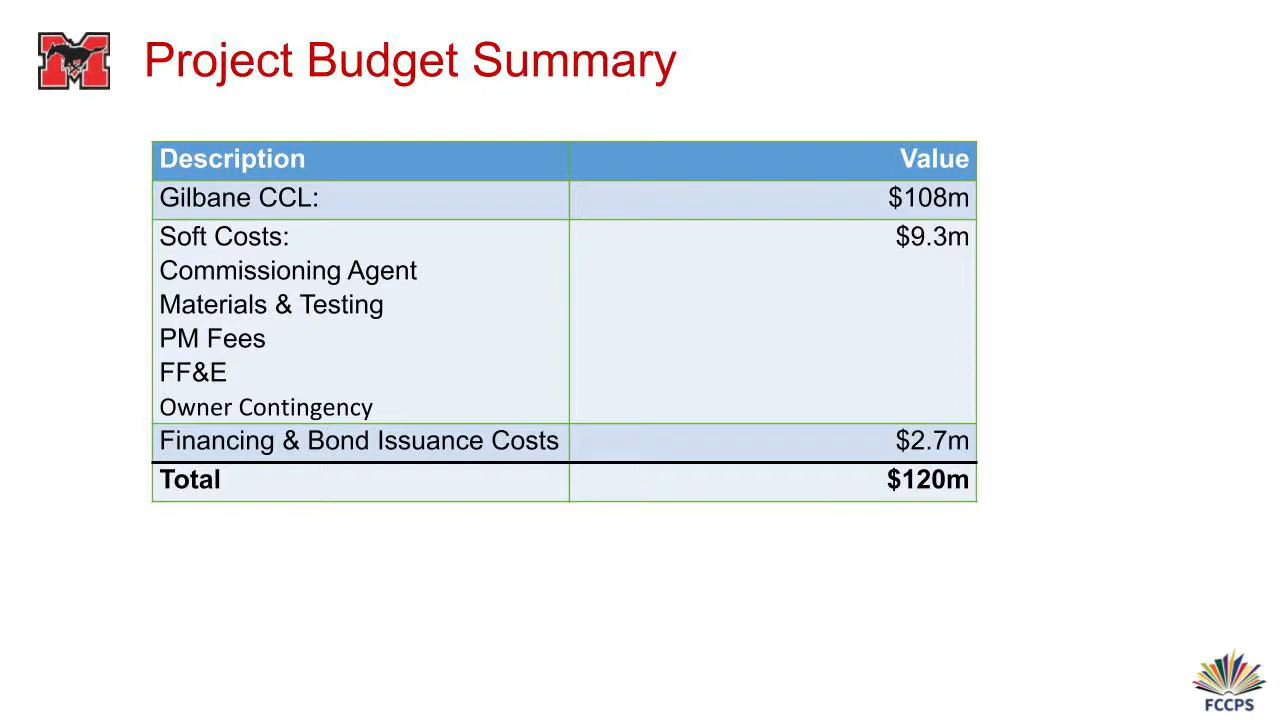 M
Project Budget Summary
Description Value
Gilbane CCL: $108m
Soft Costs: $9.3m
Commissioning Agent
Materials & Testing
PM Fees
FF&E
Owner Contingency
Financing & Bond Issuance Costs $2.7m
Total $120m
FCCPS